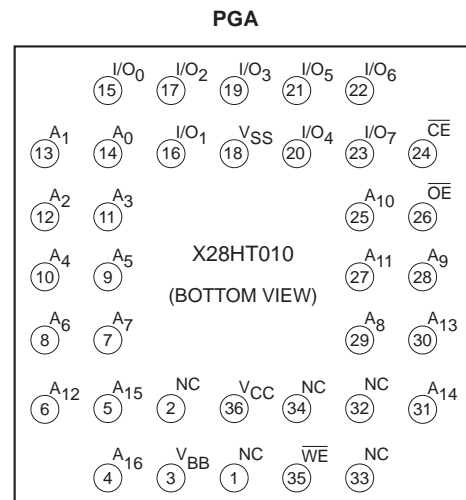 PGA
I/O0 I/O2 I/O3 I/O5 I/O6
15 17 19 21 22
A1 A0 I/O1 VSS I/O4 I/O7 C̅E̅
13 14 16 18 20 23 24
A2 A3 A10 O̅E̅
12 11 25 26
A4 A5 X28HT010 A11 A9
10 9 27 28
(BOTTOM VIEW)
A6 A7 A8 A13
8 7 29 30
A12 A15 NC VCC NC NC A14
6 5 2 36 34 32 31
A16 VBB NC W̅E̅ NC
4 3 1 35 33